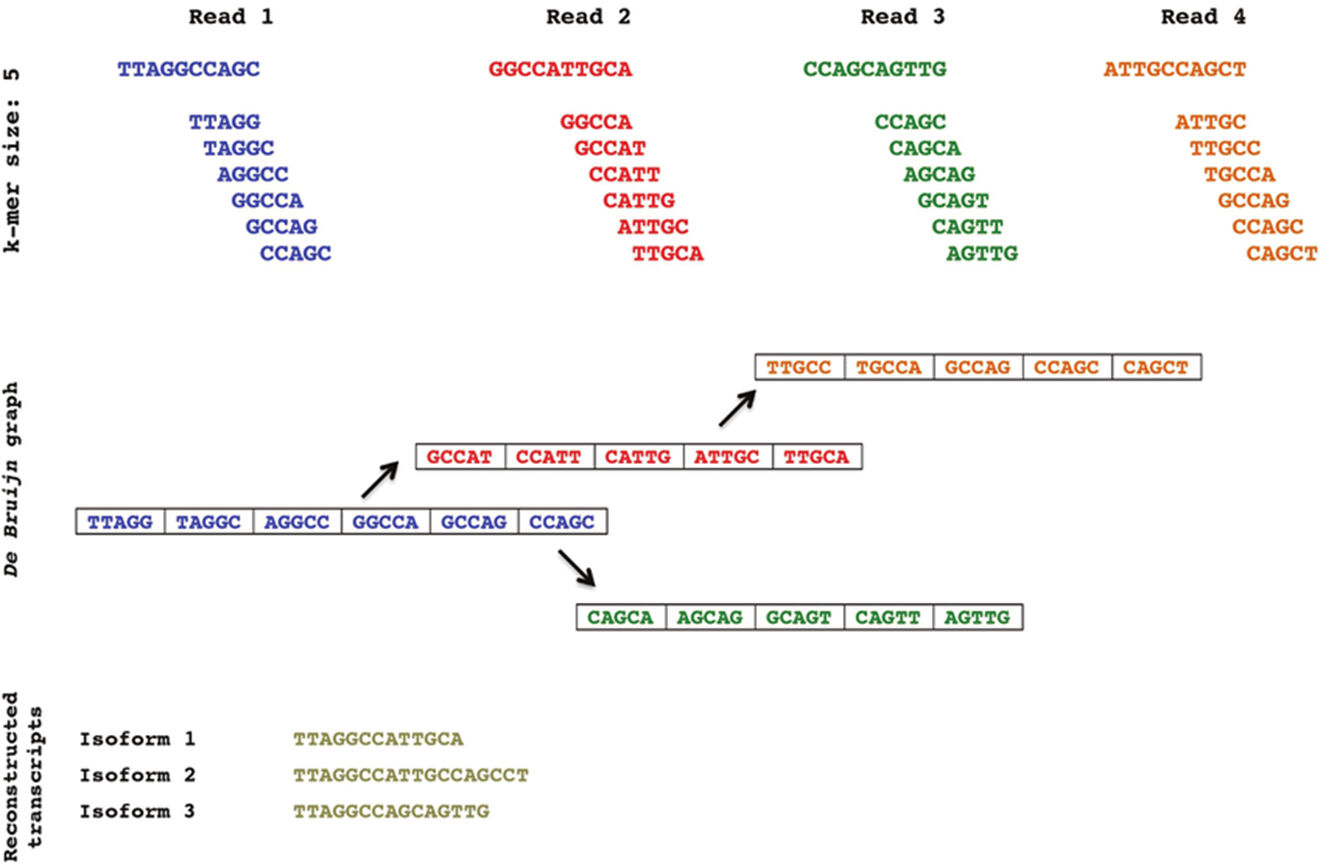 Read 1 Read 2 Read 3 Read 4
k-mer size: 5
TTAGGCCAGC GGCCATTGCA CCAGCAGTTG ATTGCCAGCT
TTAGG GGCCA CCAGC ATTGC
TAGGC GCCAT CAGCA TTGCC
AGGCC CCATT AGCAG TGCCA
GGCCA CATTG GCAGT GCCAG
GCCAG ATTGC CAGTT CCAGC
CCAGC TTGCA AGTTG CAGCT
De Bruijn graph
TTGCC TGCCA GCCAG CCAGC CAGCT
GCCAT CCATT CATTG ATTGC TTGCA
TTAGG TAGGC AGGCC GGCCA GCCAG CCAGC
CAGCA AGCAG GCAGT CAGTT AGTTG
Reconstructed
transcripts
Isoform 1 TTAGGCCATTGCA
Isoform 2 TTAGGCCATTGCCAGCCT
Isoform 3 TTAGGCCAGCAGTTG